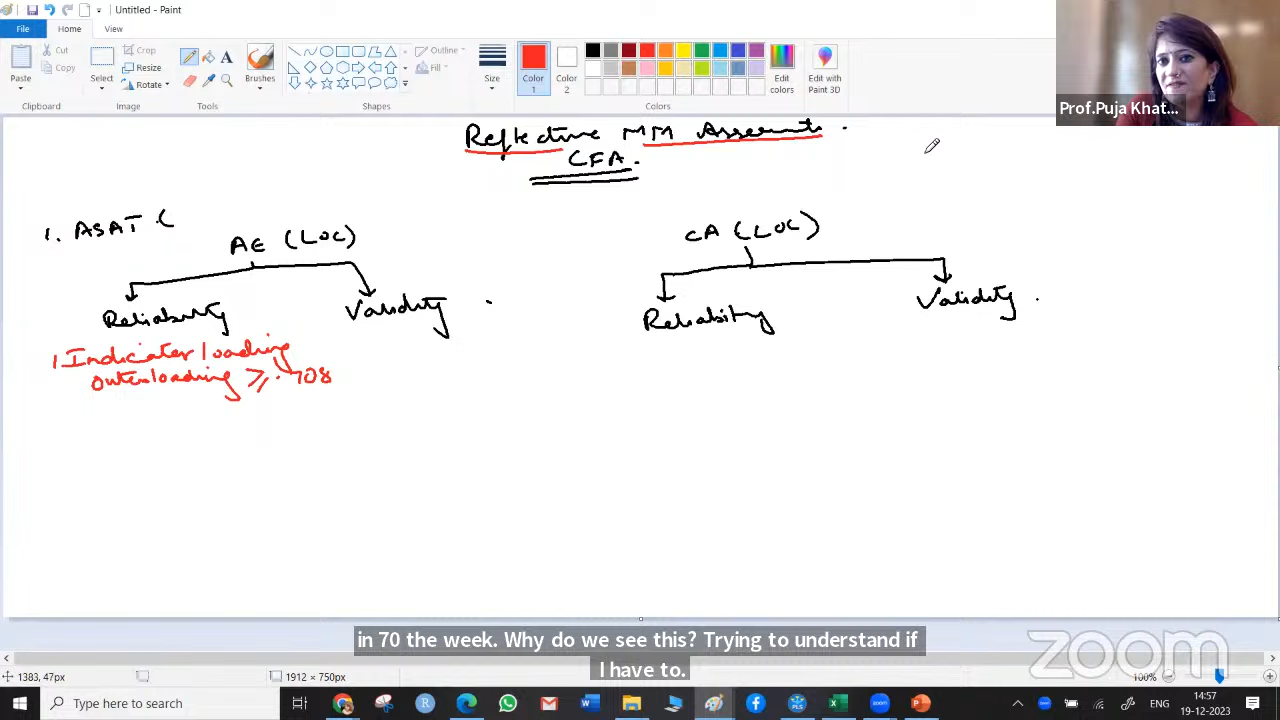 Untitled - Paint
File
Home
View
Cut
Copy
Paste
Clipboard
Crop
Resize
Rotate
Select
Image
Tools
Brushes
Outline
Fill
Shapes
Size
Color 1
Color 2
Edit colors
Colors
Edit with Paint 3D
Prof.Puja Khat...
Reflective MM Assessments.
CFA.
1. ASAT (
AE (LOC)
CA (LOC)
Reliability
Validity
Reliability
Validity
1 Indicator loading
outer loading ≥ .708
in 70 the week. Why do we see this? Trying to understand if
I have to.
zoom
1383, 47px
1912 × 750px
100%
Type here to search
ENG
14:57
19-12-2023